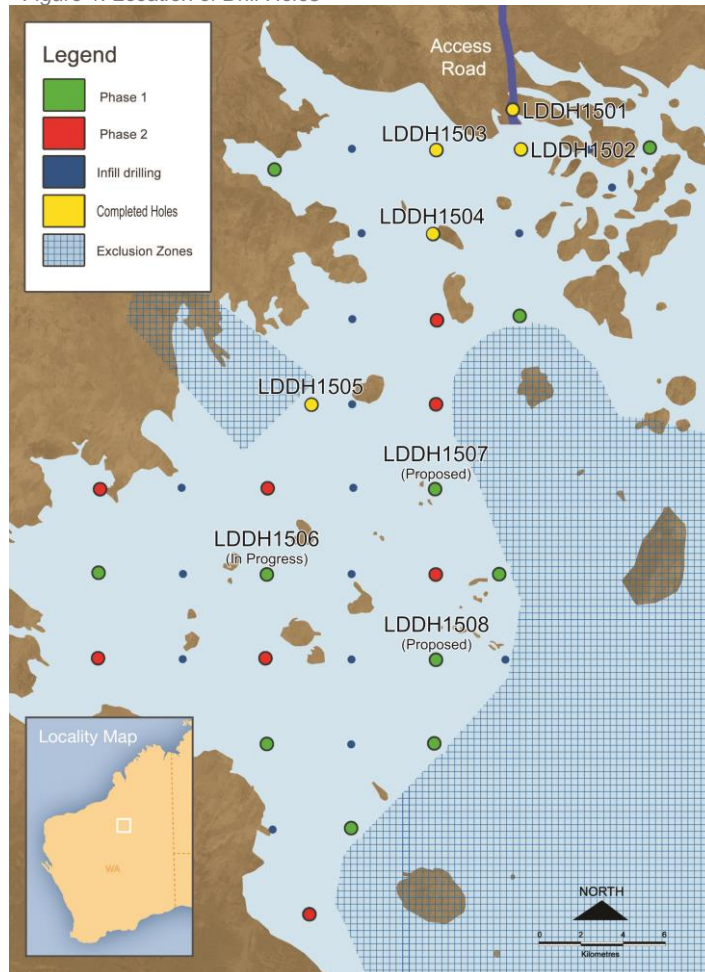 Figure 1: Location of Drill Holes
Legend
Phase 1
Phase 2
Infill drilling
Completed Holes
Exclusion Zones
Access
Road
LDDH1501
LDDH1503
LDDH1502
LDDH1504
LDDH1505
LDDH1507
(Proposed)
LDDH1506
(In Progress)
LDDH1508
(Proposed)
Locality Map
WA
NORTH
0 2 4 6
Kilometres